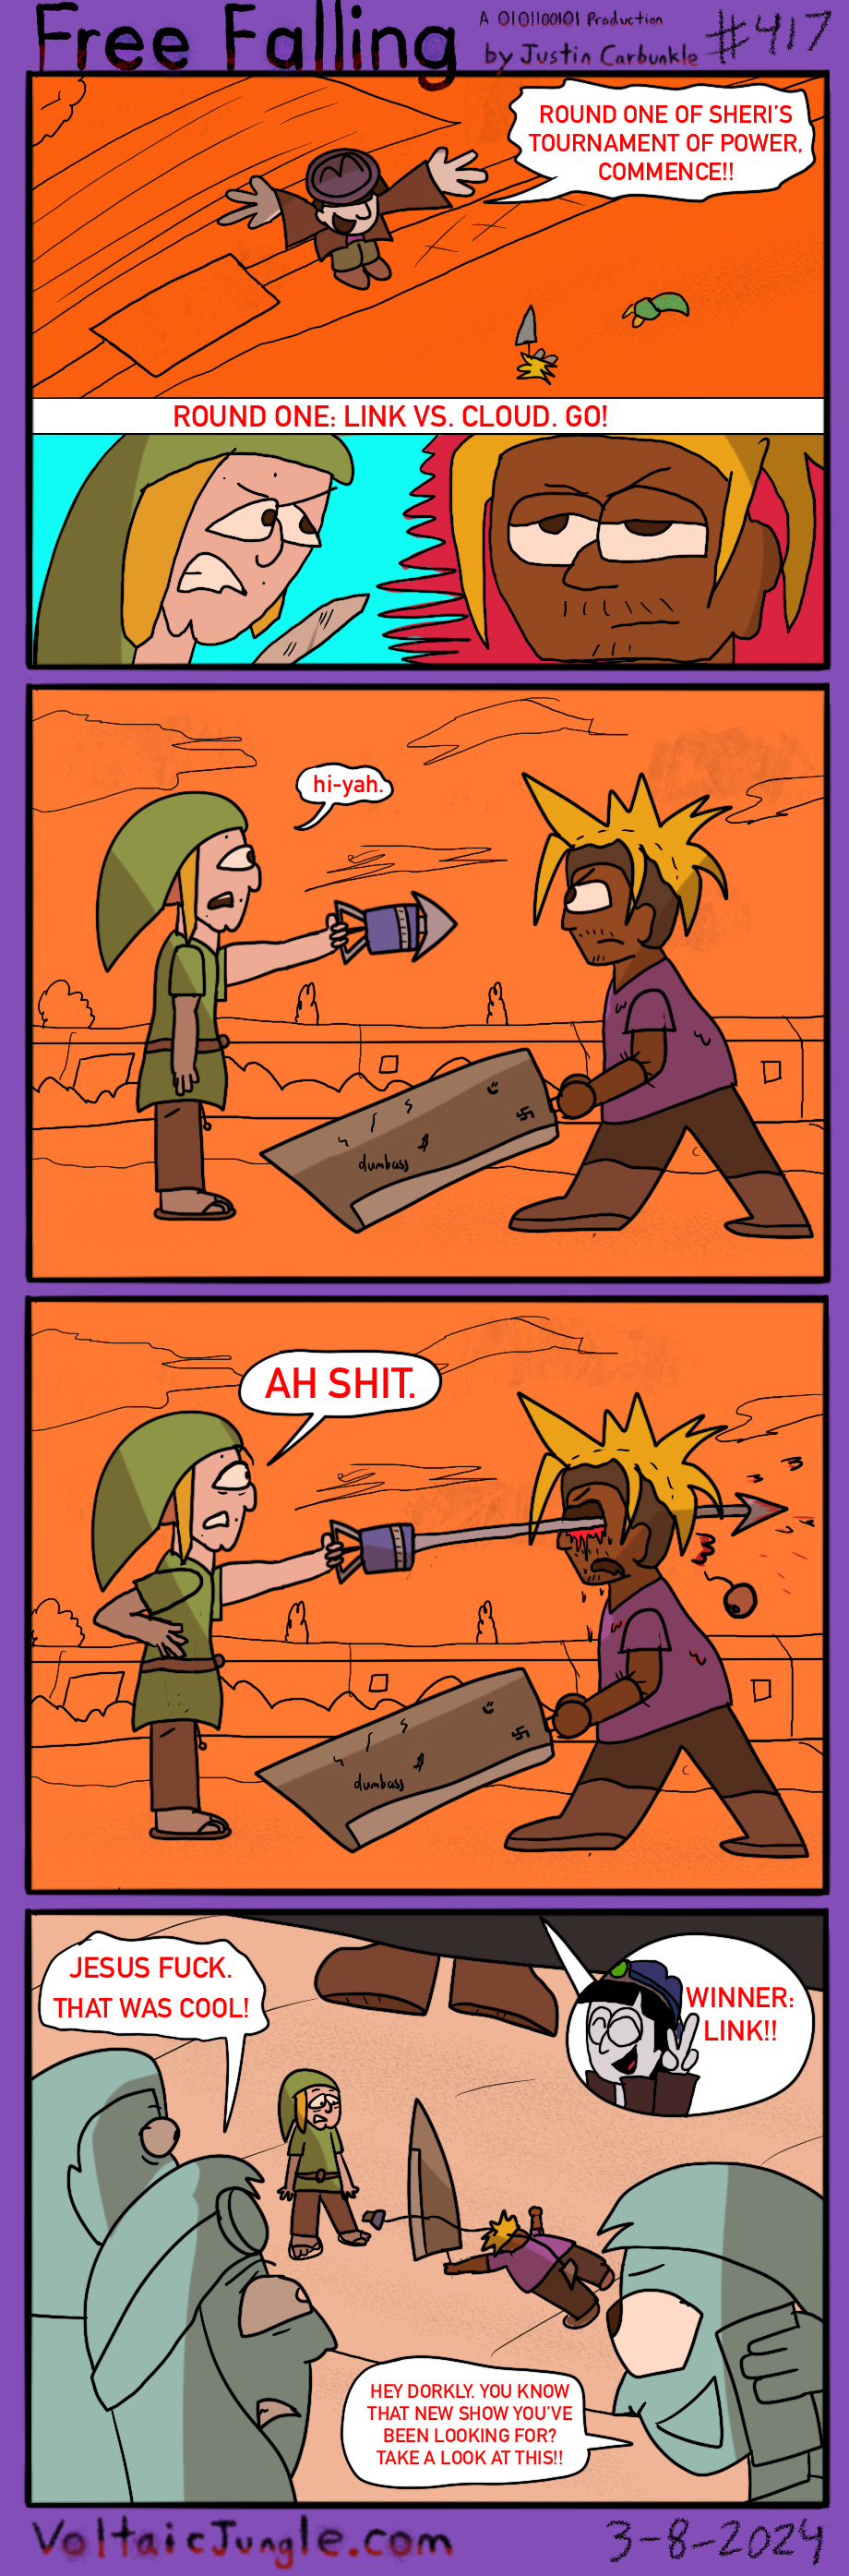 Free Falling
A 0101100101 Production
by Justin Carbunkle
#417
ROUND ONE OF SHERI'S
TOURNAMENT OF POWER,
COMMENCE!!
ROUND ONE: LINK VS. CLOUD. GO!
hi-yah.
dumbass
$
AH SHIT.
dumbass
$
JESUS FUCK.
THAT WAS COOL!
WINNER:
LINK!!
HEY DORKLY. YOU KNOW
THAT NEW SHOW YOU'VE
BEEN LOOKING FOR?
TAKE A LOOK AT THIS!!
VoltaicJungle.com
3-8-2024